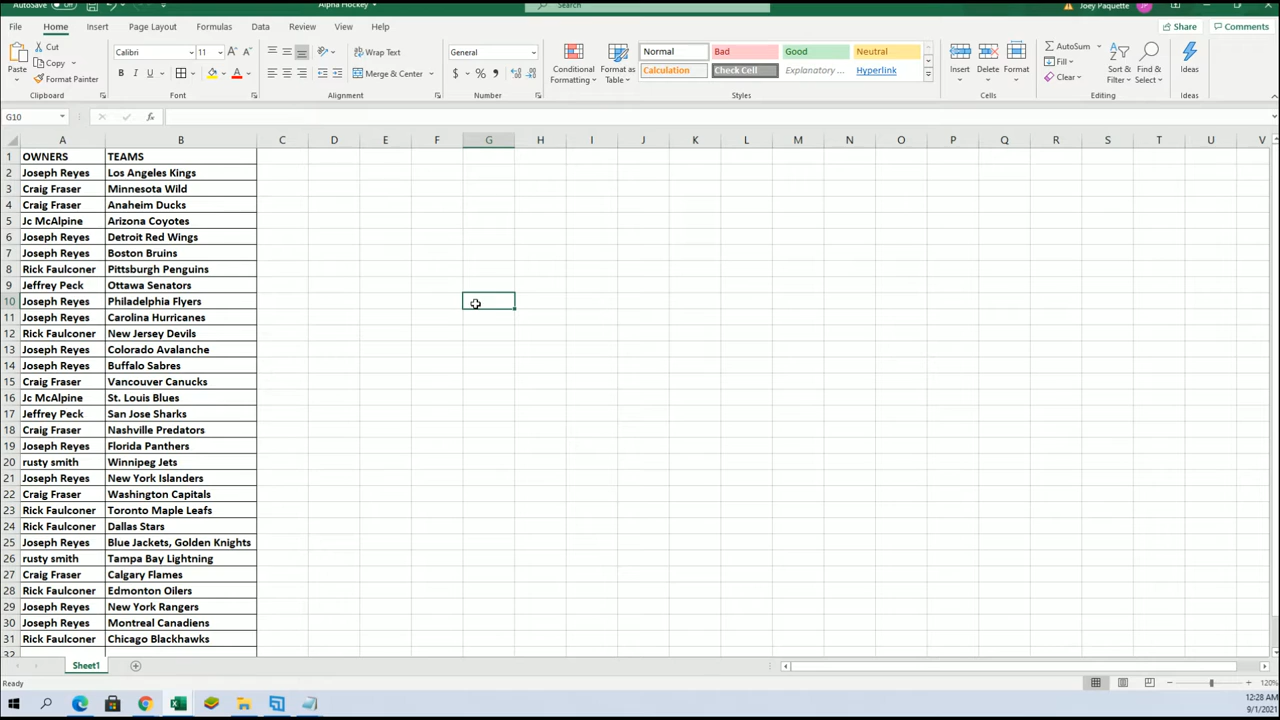 AutoSave Off Alpha Hockey Search Joey Paquette JP
File Home Insert Page Layout Formulas Data Review View Help Share Comments
Paste Cut Copy Format Painter Clipboard
Calibri 11 A A B I U A Font
Wrap Text Merge & Center Alignment
General $ % Number
Conditional Formatting Format as Table
Normal Bad Good Neutral
Calculation Check Cell Explanatory ... Hyperlink
Styles
Insert Delete Format Cells
AutoSum Fill Clear Sort & Filter Find & Select Editing
Ideas Ideas
G10 fx
A B C D E F G H I J K L M N O P Q R S T U V
1 OWNERS TEAMS
2 Joseph Reyes Los Angeles Kings
3 Craig Fraser Minnesota Wild
4 Craig Fraser Anaheim Ducks
5 Jc McAlpine Arizona Coyotes
6 Joseph Reyes Detroit Red Wings
7 Joseph Reyes Boston Bruins
8 Rick Faulconer Pittsburgh Penguins
9 Jeffrey Peck Ottawa Senators
10 Joseph Reyes Philadelphia Flyers
11 Joseph Reyes Carolina Hurricanes
12 Rick Faulconer New Jersey Devils
13 Joseph Reyes Colorado Avalanche
14 Joseph Reyes Buffalo Sabres
15 Craig Fraser Vancouver Canucks
16 Jc McAlpine St. Louis Blues
17 Jeffrey Peck San Jose Sharks
18 Craig Fraser Nashville Predators
19 Joseph Reyes Florida Panthers
20 rusty smith Winnipeg Jets
21 Joseph Reyes New York Islanders
22 Craig Fraser Washington Capitals
23 Rick Faulconer Toronto Maple Leafs
24 Rick Faulconer Dallas Stars
25 Joseph Reyes Blue Jackets, Golden Knights
26 rusty smith Tampa Bay Lightning
27 Craig Fraser Calgary Flames
28 Rick Faulconer Edmonton Oilers
29 Joseph Reyes New York Rangers
30 Joseph Reyes Montreal Canadiens
31 Rick Faulconer Chicago Blackhawks
32
Sheet1
Ready 120%
12:28 AM
9/1/2021